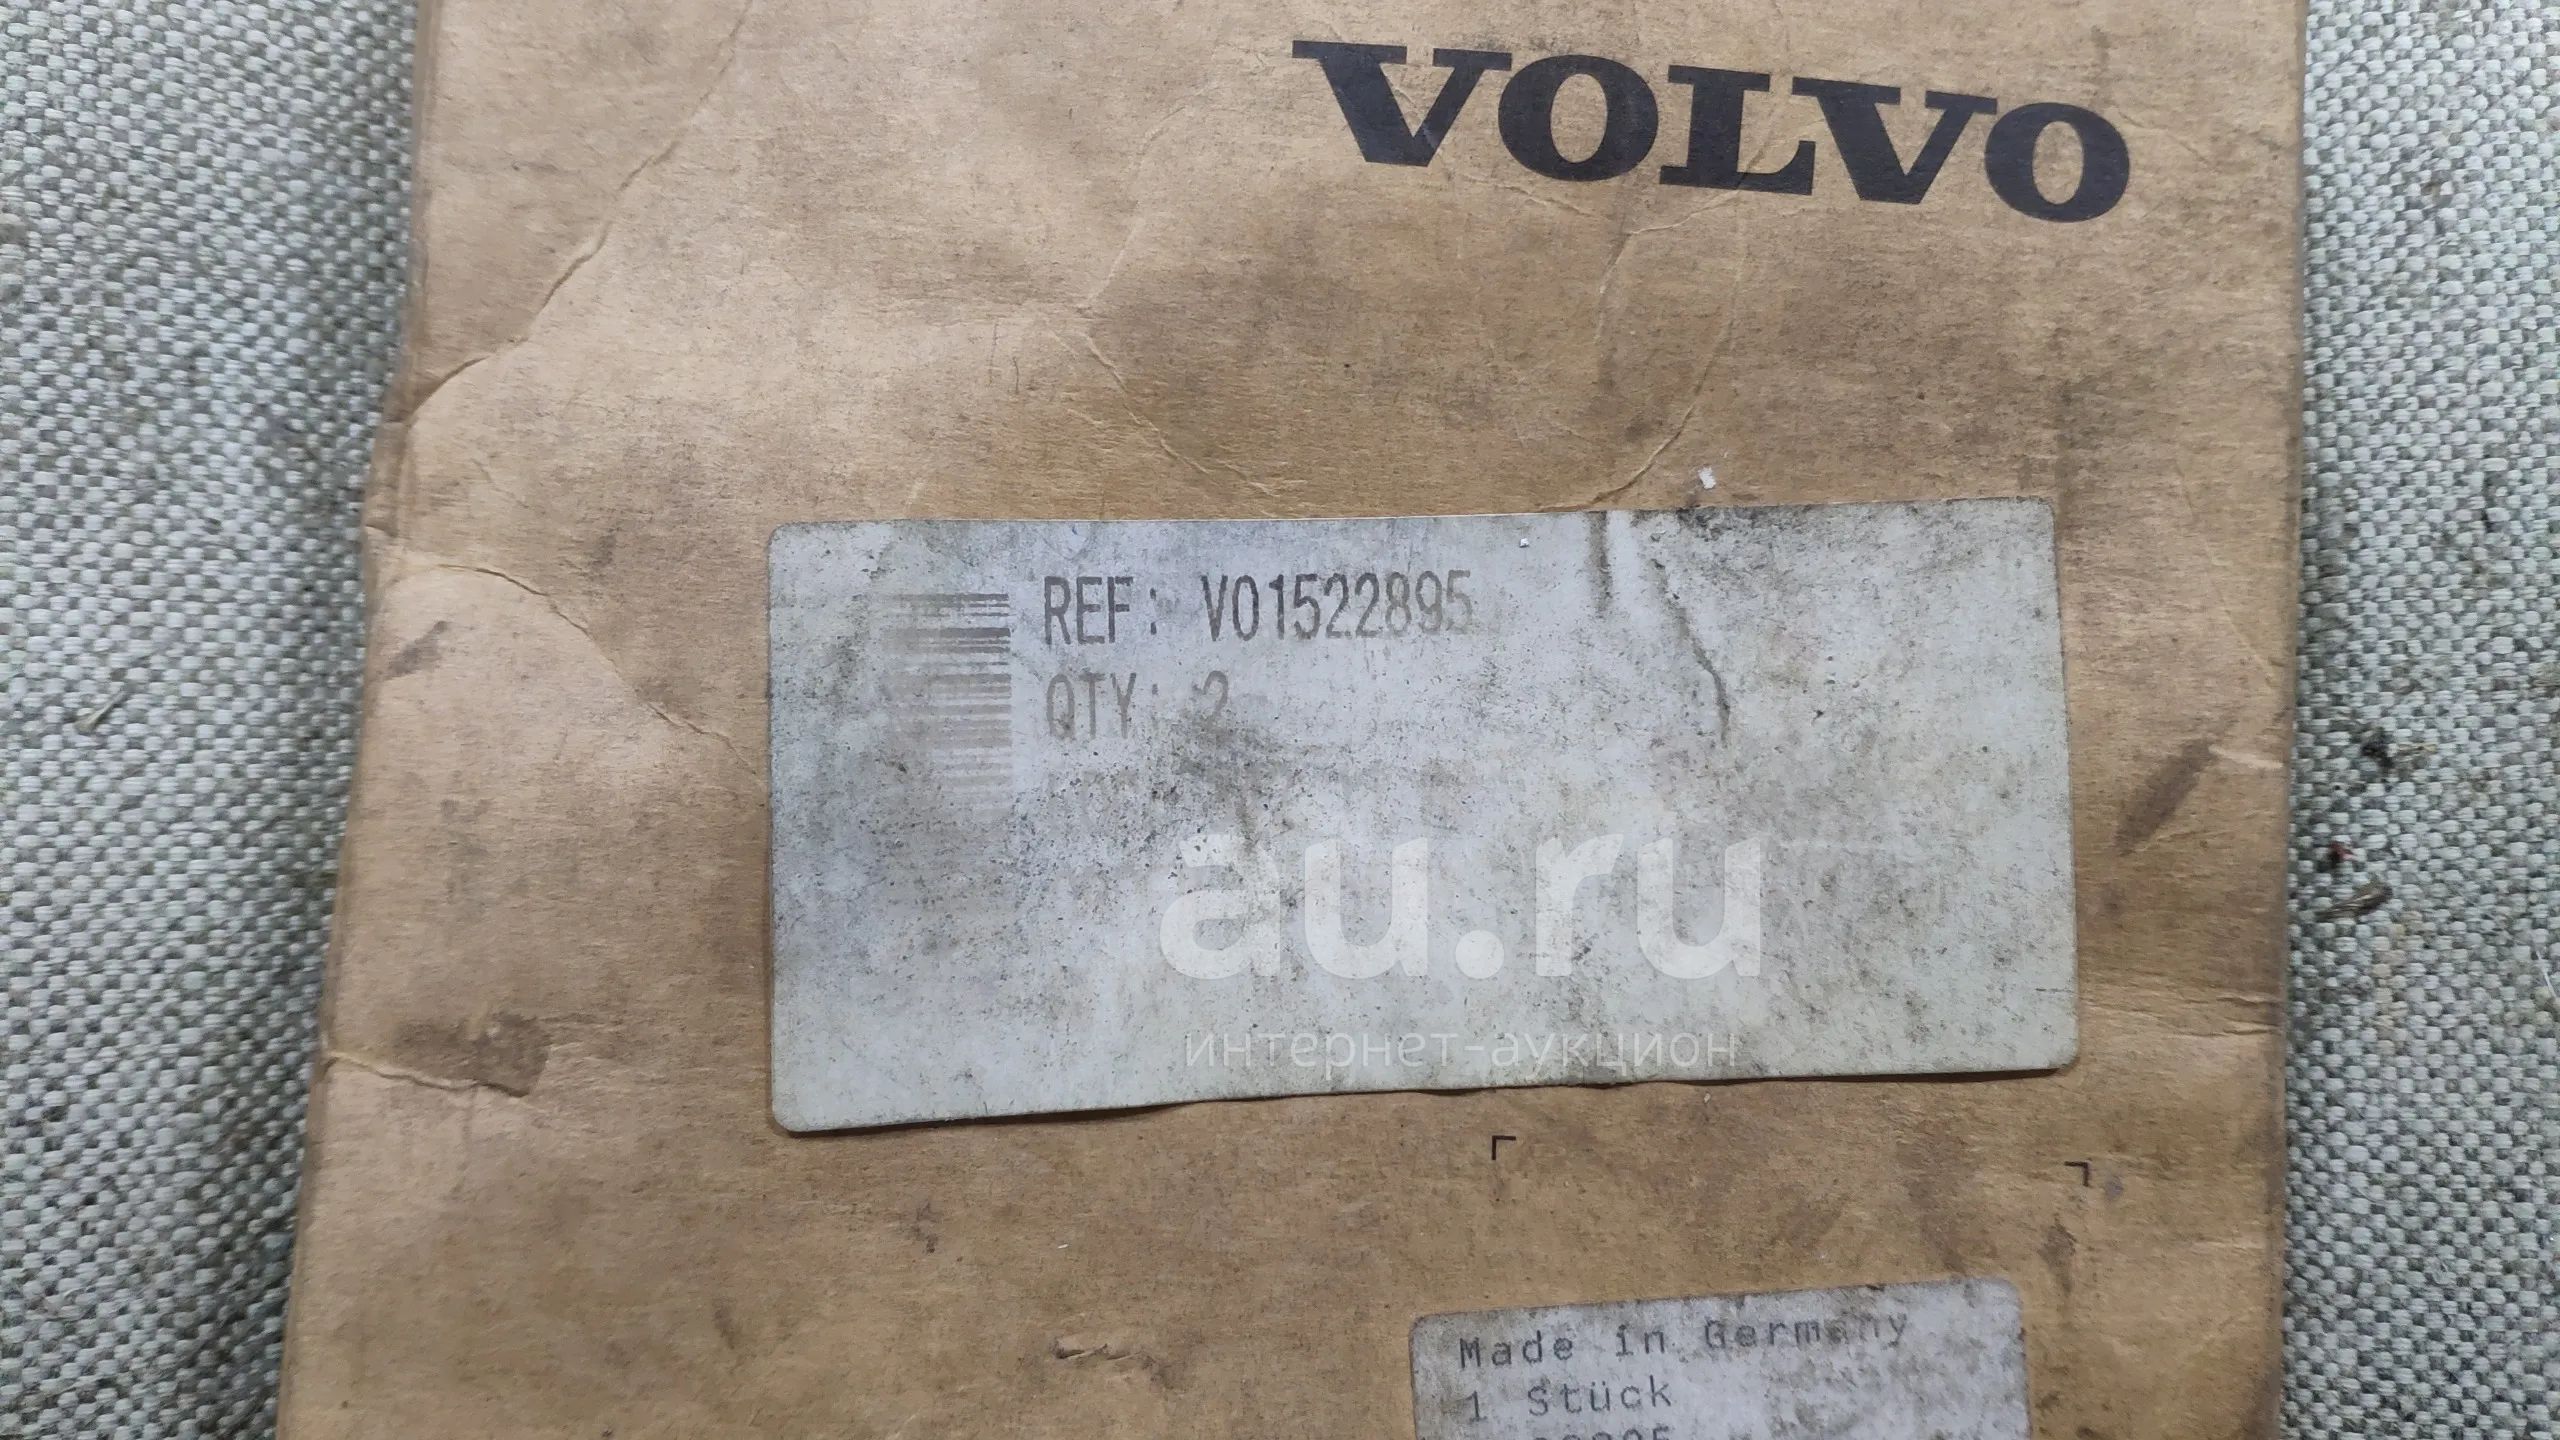 VOLVO
REF: V01522895
QTY: 2
au.ru
интернет-аукцион
Made in Germany
1 Stück